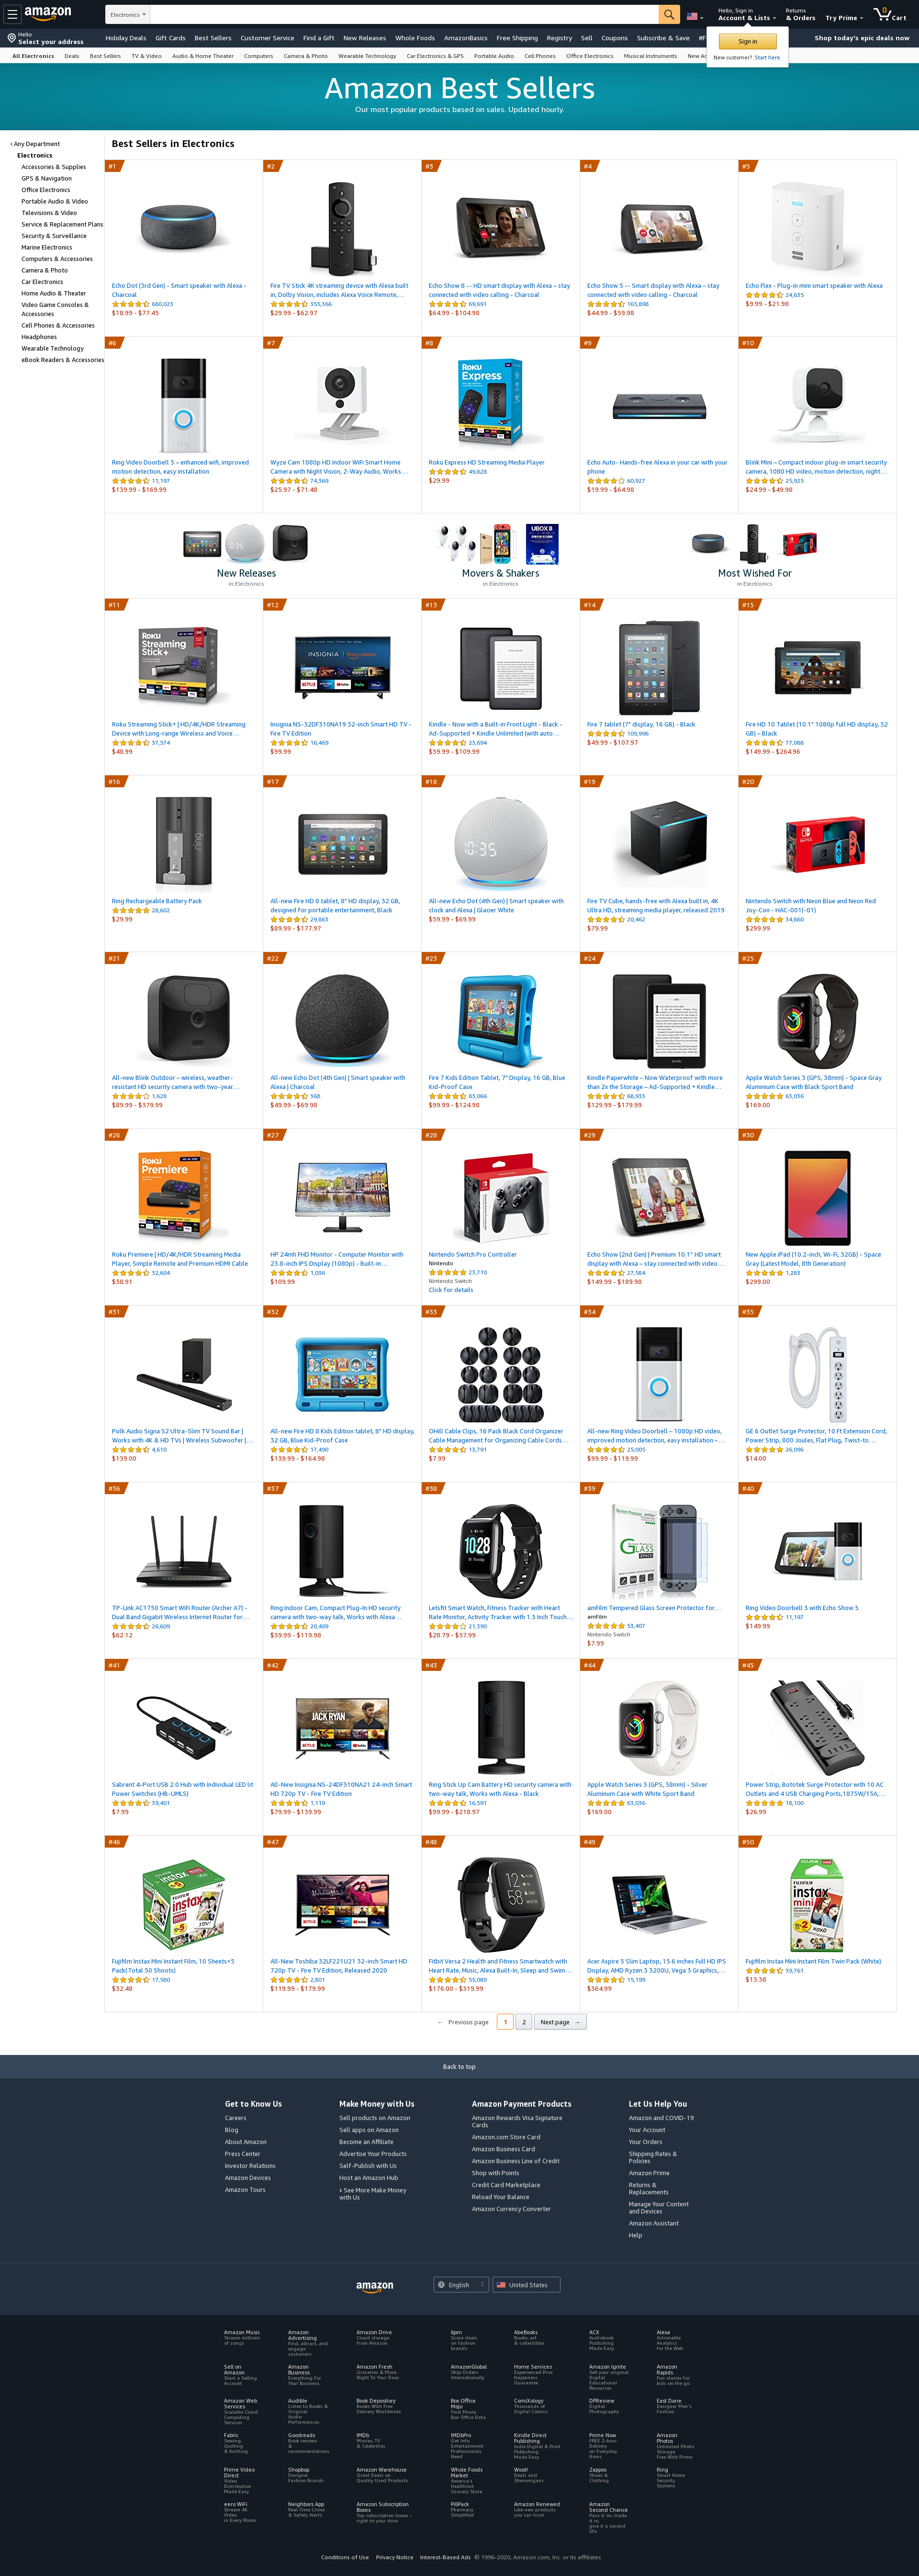 amazon
Electronics
Hello, Sign in
Account & Lists
Returns
& Orders
Try Prime
0
Cart
Hello
Select your address
Holiday Deals
Gift Cards
Best Sellers
Customer Service
Find a Gift
New Releases
Whole Foods
AmazonBasics
Free Shipping
Registry
Sell
Coupons
Subscribe & Save
Shop today's epic deals now
Sign in
New customer? Start here.
All Electronics
Deals
Best Sellers
TV & Video
Audio & Home Theater
Computers
Camera & Photo
Wearable Technology
Car Electronics & GPS
Portable Audio
Cell Phones
Office Electronics
Musical Instruments
Amazon Best Sellers
Our most popular products based on sales. Updated hourly.
‹ Any Department
Electronics
Accessories & Supplies
GPS & Navigation
Office Electronics
Portable Audio & Video
Televisions & Video
Service & Replacement Plans
Security & Surveillance
Marine Electronics
Computers & Accessories
Camera & Photo
Car Electronics
Home Audio & Theater
Video Game Consoles &
Accessories
Cell Phones & Accessories
Headphones
Wearable Technology
eBook Readers & Accessories
Best Sellers in Electronics
#1
Echo Dot (3rd Gen) - Smart speaker with Alexa -
Charcoal
680,023
$18.99 - $77.45
#2
Fire TV Stick 4K streaming device with Alexa built
in, Dolby Vision, includes Alexa Voice Remote,…
355,366
$29.99 - $62.97
#3
Echo Show 8 -- HD smart display with Alexa – stay
connected with video calling - Charcoal
69,691
$64.99 - $104.98
#4
Echo Show 5 -- Smart display with Alexa – stay
connected with video calling - Charcoal
165,898
$44.99 - $59.98
#5
Echo Flex - Plug-in mini smart speaker with Alexa
24,635
$9.99 - $21.98
#6
Ring Video Doorbell 3 – enhanced wifi, improved
motion detection, easy installation
11,197
$139.99 - $169.99
#7
Wyze Cam 1080p HD Indoor WiFi Smart Home
Camera with Night Vision, 2-Way Audio, Works…
74,369
$25.97 - $71.48
#8
Roku Express HD Streaming Media Player
49,828
$29.99
#9
Echo Auto- Hands-free Alexa in your car with your
phone
60,927
$19.99 - $64.98
#10
Blink Mini – Compact indoor plug-in smart security
camera, 1080 HD video, motion detection, night…
25,925
$24.99 - $49.98
New Releases
in Electronics
Movers & Shakers
in Electronics
Most Wished For
in Electronics
#11
Roku Streaming Stick+ | HD/4K/HDR Streaming
Device with Long-range Wireless and Voice…
37,574
$48.99
#12
Insignia NS-32DF310NA19 32-inch Smart HD TV -
Fire TV Edition
16,469
$99.99
#13
Kindle - Now with a Built-in Front Light - Black -
Ad-Supported + Kindle Unlimited (with auto…
23,694
$59.99 - $109.99
#14
Fire 7 tablet (7" display, 16 GB) - Black
109,996
$49.99 - $107.97
#15
Fire HD 10 Tablet (10.1" 1080p full HD display, 32
GB) – Black
77,088
$149.99 - $264.96
#16
Ring Rechargeable Battery Pack
28,602
$29.99
#17
All-new Fire HD 8 tablet, 8" HD display, 32 GB,
designed for portable entertainment, Black
29,863
$89.99 - $177.97
#18
All-new Echo Dot (4th Gen) | Smart speaker with
clock and Alexa | Glacier White
$59.99 - $69.99
#19
Fire TV Cube, hands-free with Alexa built in, 4K
Ultra HD, streaming media player, released 2019
20,462
$79.99
#20
Nintendo Switch with Neon Blue and Neon Red
Joy-Con - HAC-001(-01)
34,860
$299.99
#21
All-new Blink Outdoor – wireless, weather-
resistant HD security camera with two-year…
1,628
$89.99 - $379.99
#22
All-new Echo Dot (4th Gen) | Smart speaker with
Alexa | Charcoal
368
$49.99 - $69.98
#23
Fire 7 Kids Edition Tablet, 7" Display, 16 GB, Blue
Kid-Proof Case
83,066
$99.99 - $124.98
#24
Kindle Paperwhite – Now Waterproof with more
than 2x the Storage – Ad-Supported + Kindle…
68,933
$129.99 - $179.99
#25
Apple Watch Series 3 (GPS, 38mm) - Space Gray
Aluminium Case with Black Sport Band
63,036
$169.00
#26
Roku Premiere | HD/4K/HDR Streaming Media
Player, Simple Remote and Premium HDMI Cable
32,604
$38.91
#27
HP 24mh FHD Monitor - Computer Monitor with
23.8-inch IPS Display (1080p) - Built-in…
1,036
$109.99
#28
Nintendo Switch Pro Controller
Nintendo
23,710
Nintendo Switch
Click for details
#29
Echo Show (2nd Gen) | Premium 10.1” HD smart
display with Alexa – stay connected with video…
27,584
$149.99 - $189.98
#30
New Apple iPad (10.2-inch, Wi-Fi, 32GB) - Space
Gray (Latest Model, 8th Generation)
1,283
$299.00
#31
Polk Audio Signa S2 Ultra-Slim TV Sound Bar |
Works with 4K & HD TVs | Wireless Subwoofer |…
4,610
$139.00
#32
All-new Fire HD 8 Kids Edition tablet, 8" HD display,
32 GB, Blue Kid-Proof Case
17,490
$139.99 - $164.98
#33
OHill Cable Clips, 16 Pack Black Cord Organizer
Cable Management for Organizing Cable Cords…
13,791
$7.99
#34
All-new Ring Video Doorbell – 1080p HD video,
improved motion detection, easy installation –…
25,005
$99.99 - $119.99
#35
GE 6 Outlet Surge Protector, 10 Ft Extension Cord,
Power Strip, 800 Joules, Flat Plug, Twist-to…
26,096
$14.00
#36
TP-Link AC1750 Smart WiFi Router (Archer A7) -
Dual Band Gigabit Wireless Internet Router for…
26,609
$62.12
#37
Ring Indoor Cam, Compact Plug-In HD security
camera with two-way talk, Works with Alexa…
20,409
$59.99 - $119.98
#38
Letsfit Smart Watch, Fitness Tracker with Heart
Rate Monitor, Activity Tracker with 1.3 Inch Touch…
21,390
$28.79 - $37.99
#39
amFilm Tempered Glass Screen Protector for…
amFilm
53,407
Nintendo Switch
$7.99
#40
Ring Video Doorbell 3 with Echo Show 5
11,197
$149.99
#41
Sabrent 4-Port USB 2.0 Hub with Individual LED lit
Power Switches (HB-UMLS)
39,401
$7.99
#42
All-New Insignia NS-24DF310NA21 24-inch Smart
HD 720p TV - Fire TV Edition
1,119
$79.99 - $139.99
#43
Ring Stick Up Cam Battery HD security camera with
two-way talk, Works with Alexa - Black
16,591
$99.99 - $218.97
#44
Apple Watch Series 3 (GPS, 38mm) - Silver
Aluminum Case with White Sport Band
63,036
$169.00
#45
Power Strip, Bototek Surge Protector with 10 AC
Outlets and 4 USB Charging Ports,1875W/15A,…
18,100
$26.99
#46
Fujifilm Instax Mini Instant Film, 10 Sheets×5
Pack(Total 50 Shoots)
17,580
$32.48
#47
All-New Toshiba 32LF221U21 32-inch Smart HD
720p TV - Fire TV Edition, Released 2020
2,801
$119.99 - $179.99
#48
Fitbit Versa 2 Health and Fitness Smartwatch with
Heart Rate, Music, Alexa Built-In, Sleep and Swim…
55,060
$176.00 - $319.99
#49
Acer Aspire 5 Slim Laptop, 15.6 inches Full HD IPS
Display, AMD Ryzen 3 3200U, Vega 3 Graphics,…
15,199
$364.99
#50
Fujifilm Instax Mini Instant Film Twin Pack (White)
39,761
$13.38
← Previous page
1
2
Next page →
Back to top
Get to Know Us
Careers
Blog
About Amazon
Press Center
Investor Relations
Amazon Devices
Amazon Tours
Make Money with Us
Sell products on Amazon
Sell apps on Amazon
Become an Affiliate
Advertise Your Products
Self-Publish with Us
Host an Amazon Hub
› See More Make Money
with Us
Amazon Payment Products
Amazon Rewards Visa Signature
Cards
Amazon.com Store Card
Amazon Business Card
Amazon Business Line of Credit
Shop with Points
Credit Card Marketplace
Reload Your Balance
Amazon Currency Converter
Let Us Help You
Amazon and COVID-19
Your Account
Your Orders
Shipping Rates &
Policies
Amazon Prime
Returns &
Replacements
Manage Your Content
and Devices
Amazon Assistant
Help
amazon
English
United States
Amazon Music
Stream millions
of songs
Amazon
Advertising
Find, attract, and
engage
customers
Amazon Drive
Cloud storage
from Amazon
6pm
Score deals
on fashion
brands
AbeBooks
Books, art
& collectibles
ACX
Audiobook
Publishing
Made Easy
Alexa
Actionable
Analytics
for the Web
Sell on
Amazon
Start a Selling
Account
Amazon
Business
Everything For
Your Business
Amazon Fresh
Groceries & More
Right To Your Door
AmazonGlobal
Ship Orders
Internationally
Home Services
Experienced Pros
Happiness
Guarantee
Amazon Ignite
Sell your original
Digital
Educational
Resources
Amazon
Rapids
Fun stories for
kids on the go
Amazon Web
Services
Scalable Cloud
Computing
Services
Audible
Listen to Books &
Original
Audio
Performances
Book Depository
Books With Free
Delivery Worldwide
Box Office
Mojo
Find Movie
Box Office Data
ComiXology
Thousands of
Digital Comics
DPReview
Digital
Photography
East Dane
Designer Men's
Fashion
Fabric
Sewing,
Quilting
& Knitting
Goodreads
Book reviews
&
recommendations
IMDb
Movies, TV
& Celebrities
IMDbPro
Get Info
Entertainment
Professionals
Need
Kindle Direct
Publishing
Indie Digital & Print
Publishing
Made Easy
Prime Now
FREE 2-hour
Delivery
on Everyday
Items
Amazon
Photos
Unlimited Photo
Storage
Free With Prime
Prime Video
Direct
Video
Distribution
Made Easy
Shopbop
Designer
Fashion Brands
Amazon Warehouse
Great Deals on
Quality Used Products
Whole Foods
Market
America's
Healthiest
Grocery Store
Woot!
Deals and
Shenanigans
Zappos
Shoes &
Clothing
Ring
Smart Home
Security
Systems
eero WiFi
Stream 4K
Video
in Every Room
Neighbors App
Real-Time Crime
& Safety Alerts
Amazon Subscription
Boxes
Top subscription boxes –
right to your door
PillPack
Pharmacy
Simplified
Amazon Renewed
Like-new products
you can trust
Amazon
Second Chance
Pass it on, trade
it in,
give it a second
life
Conditions of Use
Privacy Notice
Interest-Based Ads
© 1996-2020, Amazon.com, Inc. or its affiliates